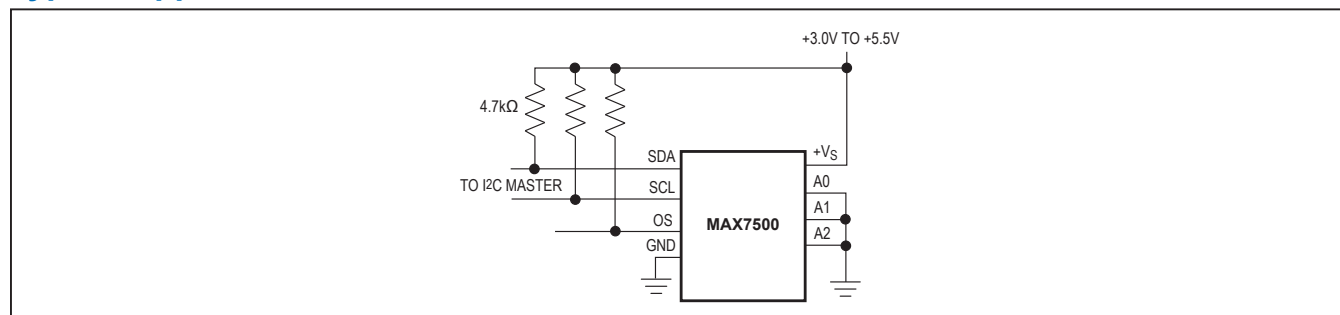 +3.0V TO +5.5V
4.7kΩ
SDA
+VS
TO I2C MASTER
SCL
A0
A1
OS
MAX7500
A2
GND